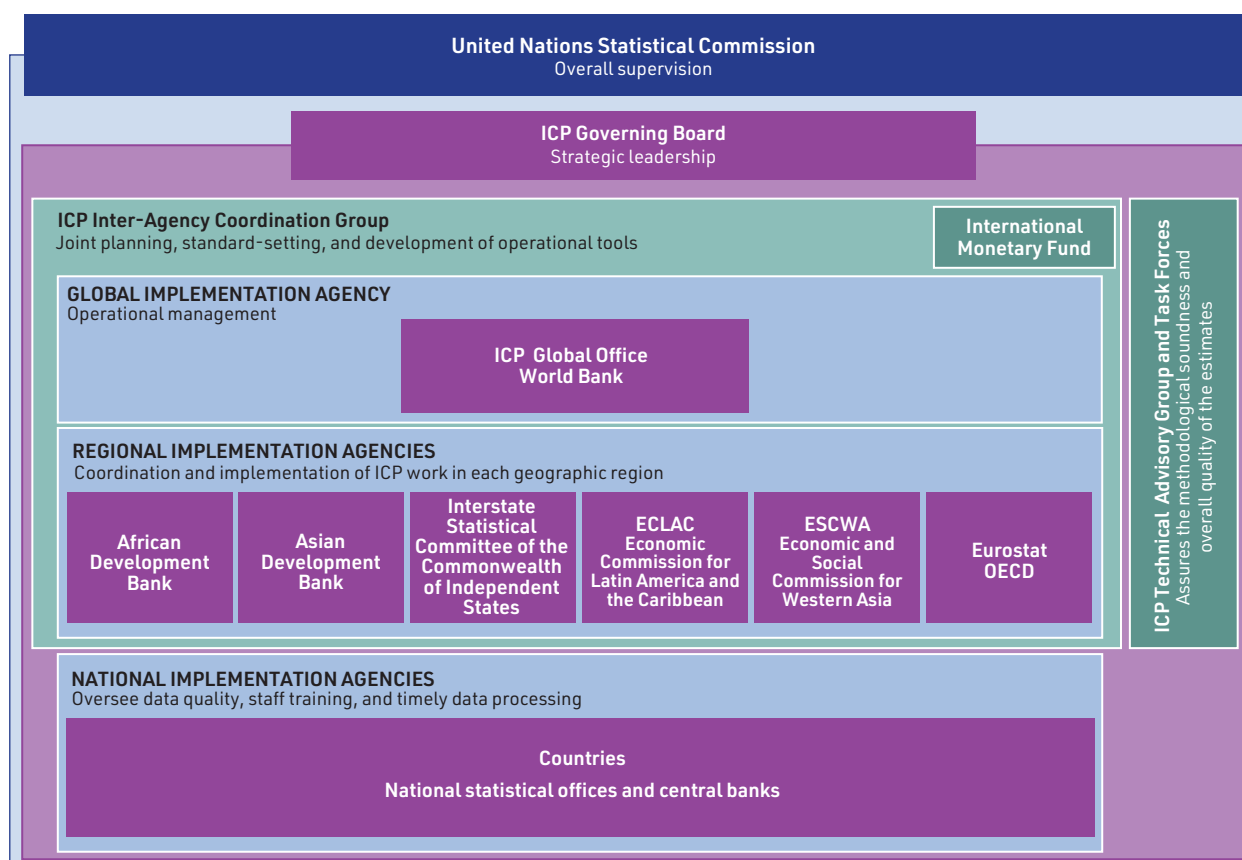 United Nations Statistical Commission
Overall supervision
ICP Governing Board
Strategic leadership
ICP Inter-Agency Coordination Group
Joint planning, standard-setting, and development of operational tools
International
Monetary Fund
GLOBAL IMPLEMENTATION AGENCY
Operational management
ICP Global Office
World Bank
REGIONAL IMPLEMENTATION AGENCIES
Coordination and implementation of ICP work in each geographic region
African
Development
Bank
Asian
Development
Bank
Interstate
Statistical
Committee of the
Commonwealth
of Independent
States
ECLAC
Economic
Commission for
Latin America and
the Caribbean
ESCWA
Economic and
Social
Commission for
Western Asia
Eurostat
OECD
ICP Technical Advisory Group and Task Forces
Assures the methodological soundness and
overall quality of the estimates
NATIONAL IMPLEMENTATION AGENCIES
Oversee data quality, staff training, and timely data processing
Countries
National statistical offices and central banks